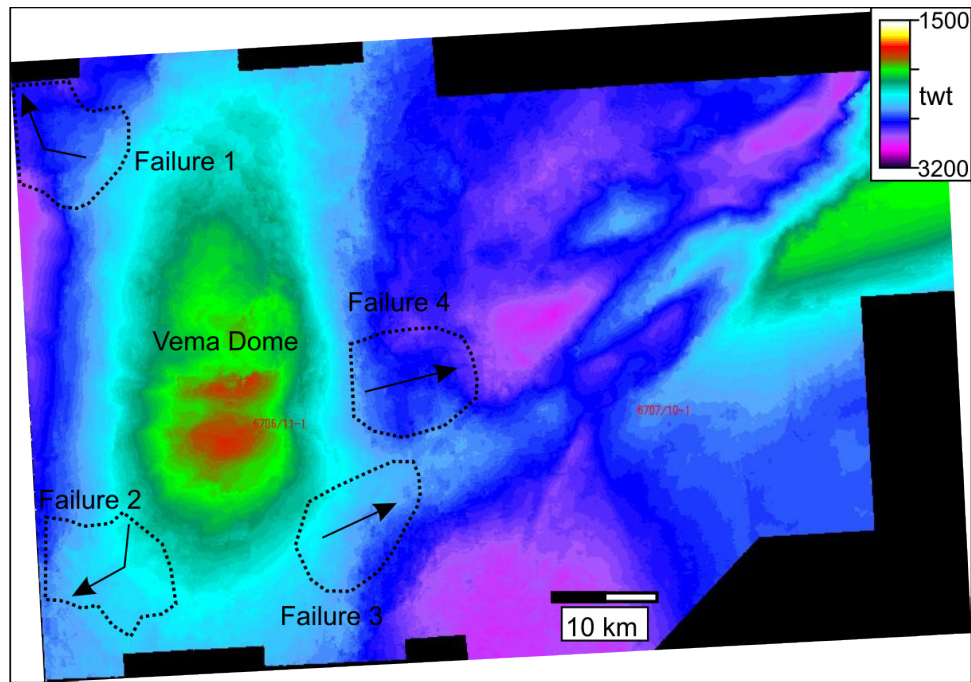 1500
twt
3200
Failure 1
Failure 4
Vema Dome
6706/11-1
6707/10-1
Failure 2
Failure 3
10 km